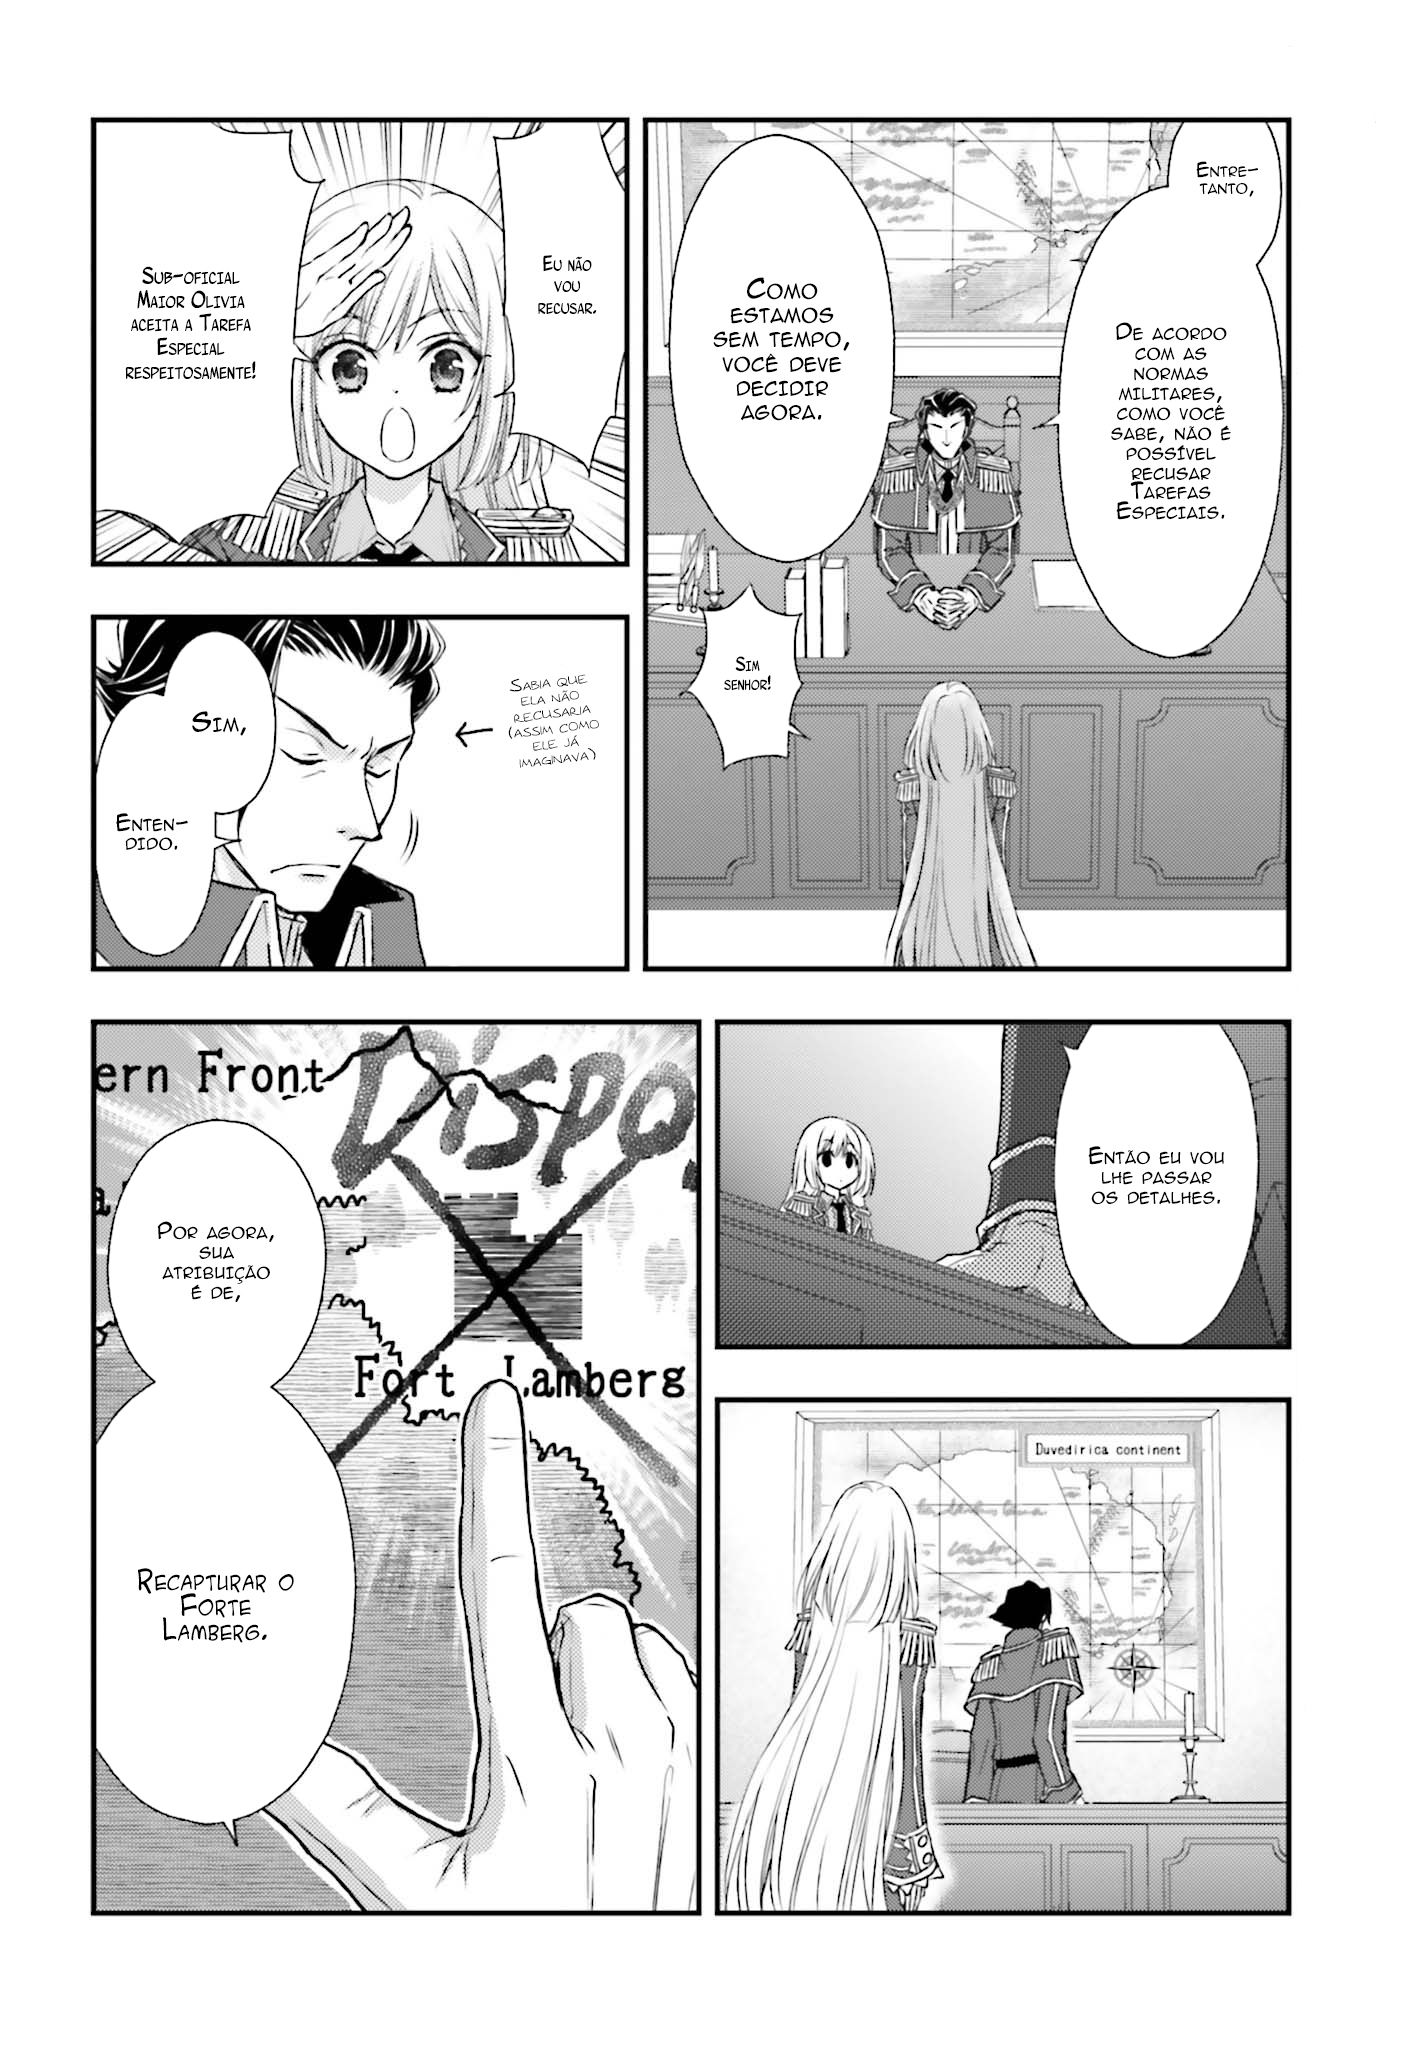 Entre-
tanto,
De acordo
com as
normas
militares,
como você
sabe, não é
possível
recusar
Tarefas
Especiais.
Como
estamos
sem tempo,
você deve
decidir
agora.
Sim
senhor!
Eu não
vou
recusar.
Sub-oficial
Maior Olivia
aceita a Tarefa
Especial
respeitosamente!
Sabia que
ela não
recusaria
(assim como
ele já
imaginava)
Sim,
Enten-
dido.
Então eu vou
lhe passar
os detalhes.
Duvedirica continent
ern Front
Dispo
Fort Lamberg
Por agora,
sua
atribuição
é de,
Recapturar o
Forte
Lamberg.